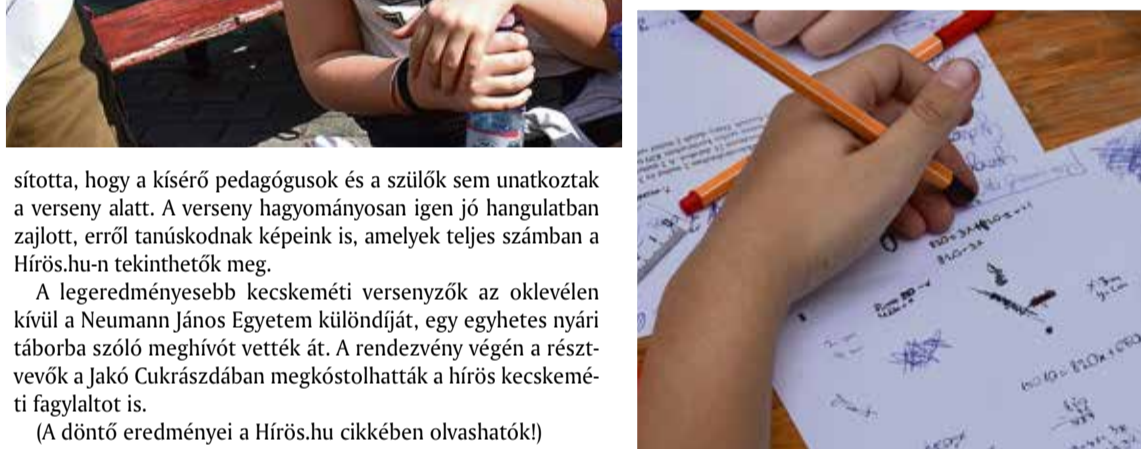 sította, hogy a kísérő pedagógusok és a szülők sem unatkoztak
a verseny alatt. A verseny hagyományosan igen jó hangulatban
zajlott, erről tanúskodnak képeink is, amelyek teljes számban a
Hírös.hu-n tekinthetők meg.
A legeredményesebb kecskeméti versenyzők az oklevélen
kívül a Neumann János Egyetem különdíját, egy egyhetes nyári
táborba szóló meghívót vették át. A rendezvény végén a részt-
vevők a Jakó Cukrászdában megkóstolhatták a hírös kecskemé-
ti fagylaltot is.
(A döntő eredményei a Hírös.hu cikkében olvashatók!)